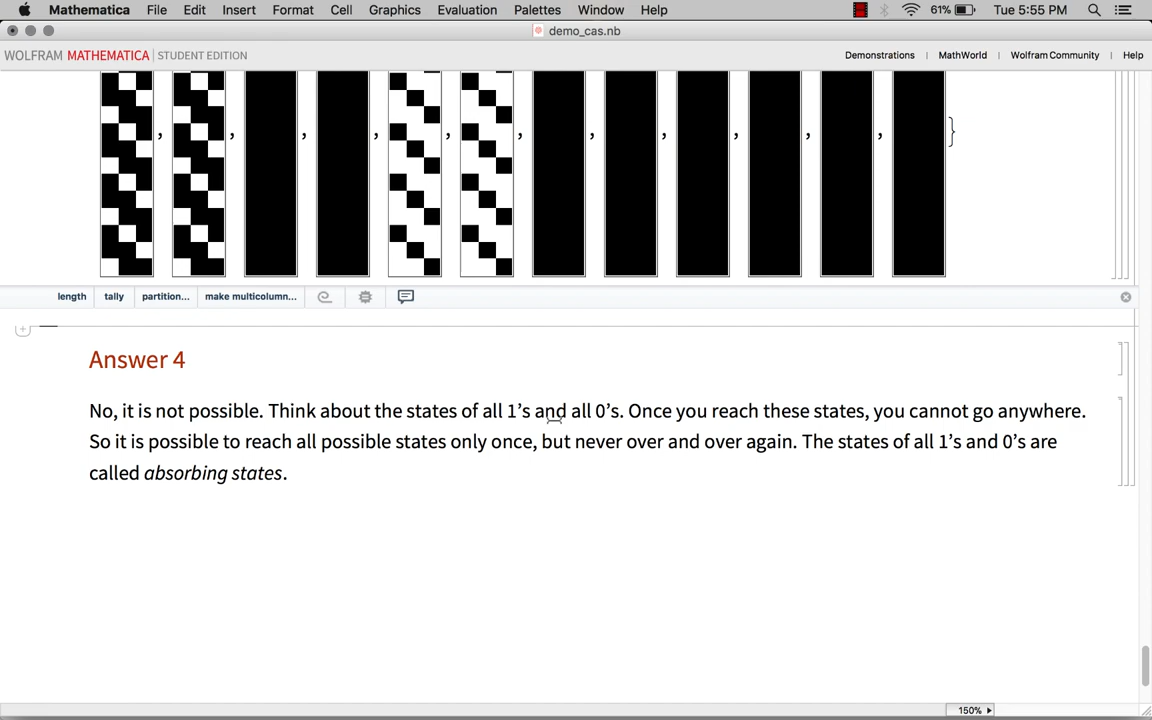 Mathematica File Edit Insert Format Cell Graphics Evaluation Palettes Window Help 61% Tue 5:55 PM
demo_cas.nb
WOLFRAM MATHEMATICA | STUDENT EDITION Demonstrations | MathWorld | Wolfram Community | Help
, , , , , , , , , , , }
length tally partition... make multicolumn...
Answer 4
No, it is not possible. Think about the states of all 1’s and all 0’s. Once you reach these states, you cannot go anywhere.
So it is possible to reach all possible states only once, but never over and over again. The states of all 1’s and 0’s are
called absorbing states.
150%